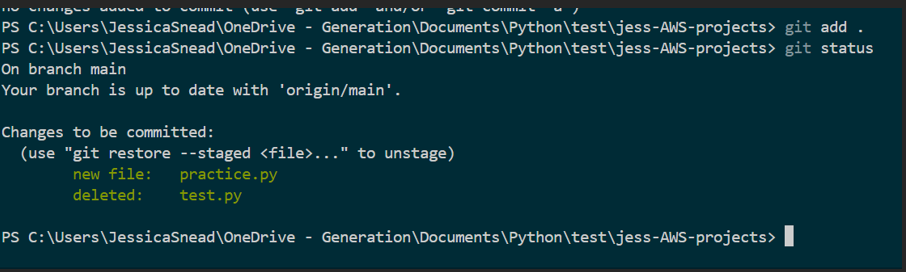 no changes added to commit (use "git add" and/or "git commit -a")
PS C:\Users\JessicaSnead\OneDrive - Generation\Documents\Python\test\jess-AWS-projects> git add .
PS C:\Users\JessicaSnead\OneDrive - Generation\Documents\Python\test\jess-AWS-projects> git status
On branch main
Your branch is up to date with 'origin/main'.
Changes to be committed:
(use "git restore --staged <file>..." to unstage)
new file: practice.py
deleted: test.py
PS C:\Users\JessicaSnead\OneDrive - Generation\Documents\Python\test\jess-AWS-projects>